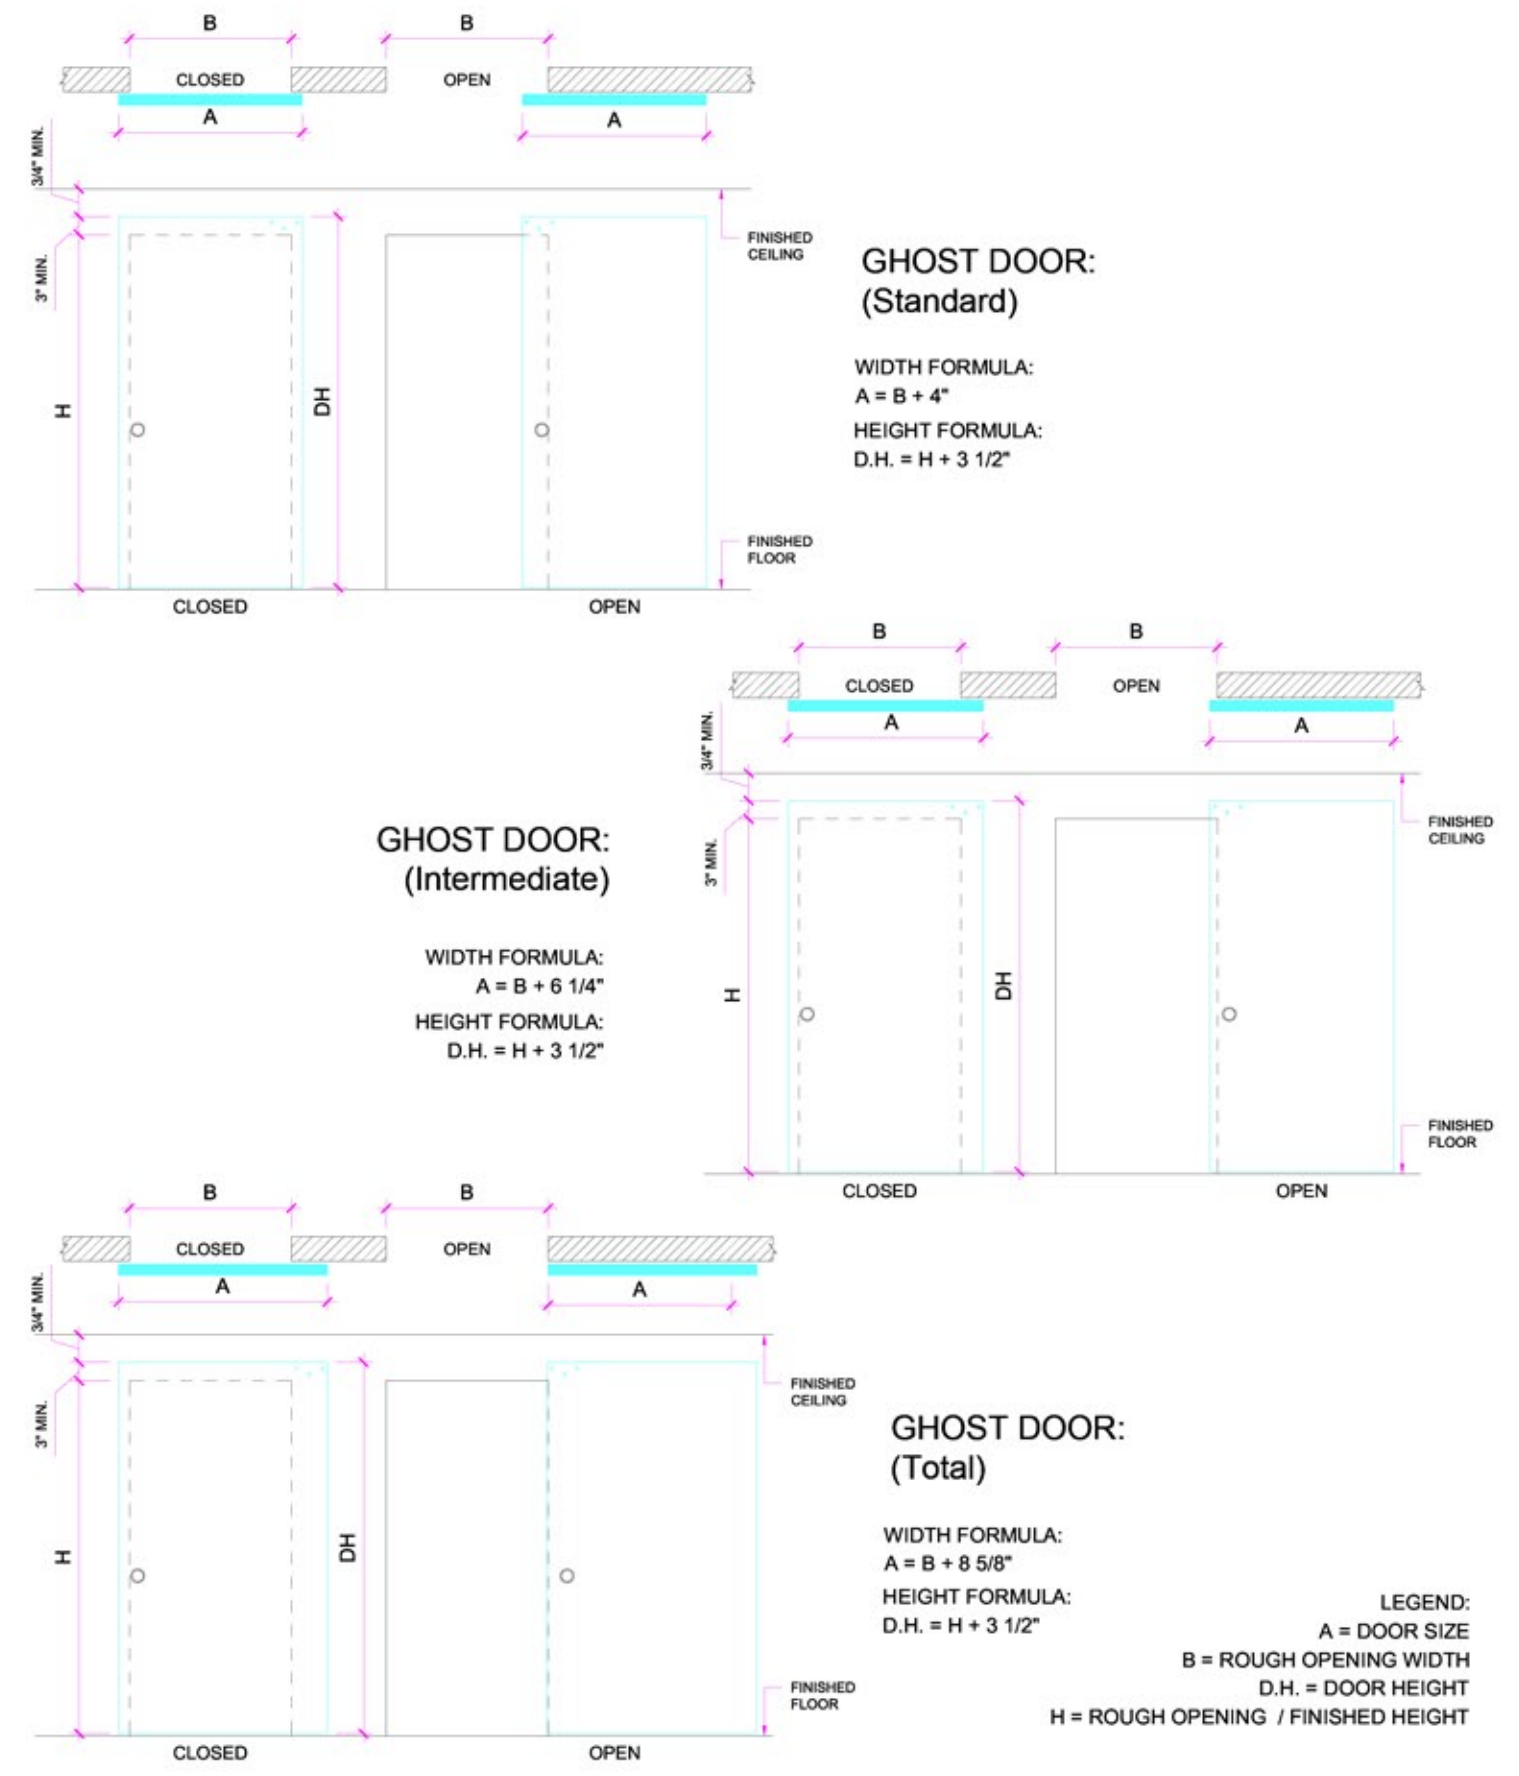 B
B
CLOSED
OPEN
A
A
3/4" MIN.
3" MIN.
H
DH
FINISHED
CEILING
FINISHED
FLOOR
CLOSED
OPEN
GHOST DOOR:
(Standard)
WIDTH FORMULA:
A = B + 4"
HEIGHT FORMULA:
D.H. = H + 3 1/2"
B
B
CLOSED
OPEN
A
A
3/4" MIN.
3" MIN.
H
DH
FINISHED
CEILING
FINISHED
FLOOR
CLOSED
OPEN
GHOST DOOR:
(Intermediate)
WIDTH FORMULA:
A = B + 6 1/4"
HEIGHT FORMULA:
D.H. = H + 3 1/2"
B
B
CLOSED
OPEN
A
A
3/4" MIN.
3" MIN.
H
DH
FINISHED
CEILING
FINISHED
FLOOR
CLOSED
OPEN
GHOST DOOR:
(Total)
WIDTH FORMULA:
A = B + 8 5/8"
HEIGHT FORMULA:
D.H. = H + 3 1/2"
LEGEND:
A = DOOR SIZE
B = ROUGH OPENING WIDTH
D.H. = DOOR HEIGHT
H = ROUGH OPENING / FINISHED HEIGHT